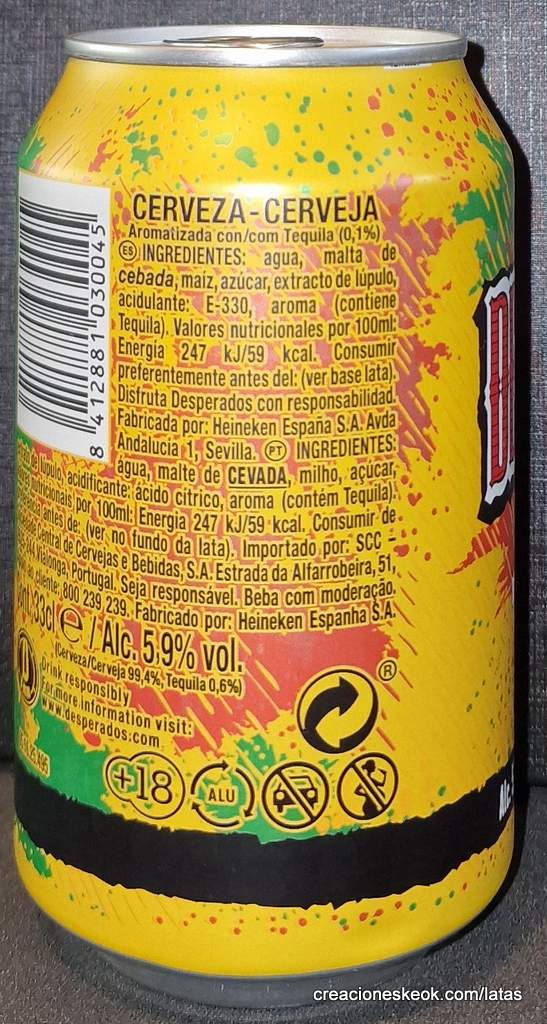 CERVEZA-CERVEJA
Aromatizada con/com Tequila (0,1%)
ES INGREDIENTES: agua, malta de
cebada, maíz, azúcar, extracto de lúpulo,
acidulante: E-330, aroma (contiene
Tequila). Valores nutricionales por 100ml:
Energia 247 kJ/59 kcal. Consumir
preferentemente antes del: (ver base lata).
Disfruta Desperados con responsabilidad.
Fabricada por: Heineken España S.A. Avda
Andalucía 1, Sevilla. PT INGREDIENTES:
agua, malte de CEVADA, milho, açúcar,
de lúpulo, acidificante: ácido cítrico, aroma (contém Tequila).
nutricionais por 100ml: Energia 247 kJ/59 kcal. Consumir de
antes de: (ver no fundo da lata). Importado por: SCC -
Central de Cervejas e Bebidas, S.A. Estrada da Alfarrobeira, 51,
Vialonga, Portugal. Seja responsável. Beba com moderação.
cliente: 800 239 239. Fabricado por: Heineken Espanha S.A.
33cl e / Alc. 5,9% vol.
(Cerveza/Cerveja 99,4%, Tequila 0,6%)
Drink responsibly
For more information visit:
www.desperados.com
8 412881 030045
®
+18
ALU
Alc.
creacioneskeok.com/latas